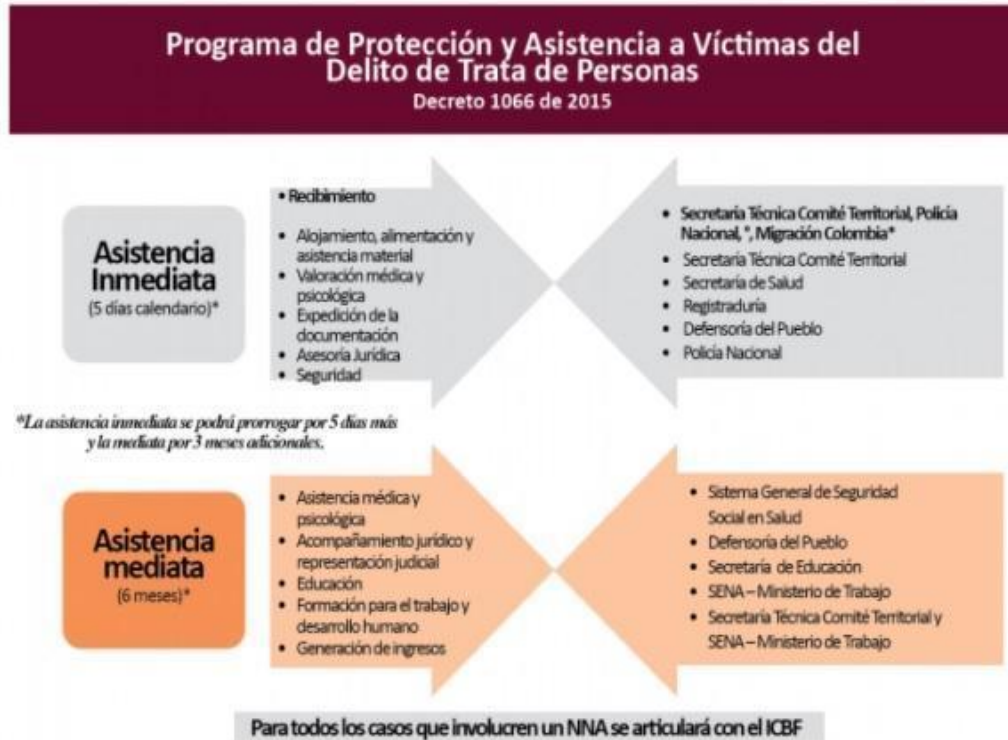 Programa de Protección y Asistencia a Víctimas del
Delito de Trata de Personas
Decreto 1066 de 2015
Asistencia
Inmediata
(5 días calendario)*
• Recibimiento
• Alojamiento, alimentación y
asistencia material
• Valoración médica y
psicológica
• Expedición de la
documentación
• Asesoría Jurídica
• Seguridad
• Secretaría Técnica Comité Territorial, Policía
Nacional, *, Migración Colombia*
• Secretaría Técnica Comité Territorial
• Secretaría de Salud
• Registraduría
• Defensoría del Pueblo
• Policía Nacional
*La asistencia inmediata se podrá prorrogar por 5 días más
y la mediata por 3 meses adicionales.
Asistencia
mediata
(6 meses)*
• Asistencia médica y
psicológica
• Acompañamiento jurídico y
representación judicial
• Educación
• Formación para el trabajo y
desarrollo humano
• Generación de ingresos
• Sistema General de Seguridad
Social en Salud
• Defensoría del Pueblo
• Secretaría de Educación
• SENA – Ministerio de Trabajo
• Secretaría Técnica Comité Territorial y
SENA – Ministerio de Trabajo
Para todos los casos que involucren un NNA se articulará con el ICBF